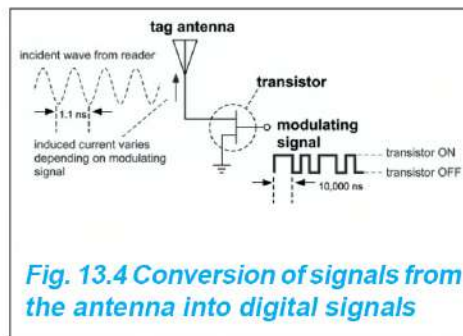 tag antenna
incident wave from reader
transistor
1.1 ns
modulating
signal
induced current varies
depending on modulating
signal
transistor ON
transistor OFF
10,000 ns
Fig. 13.4 Conversion of signals from
the antenna into digital signals